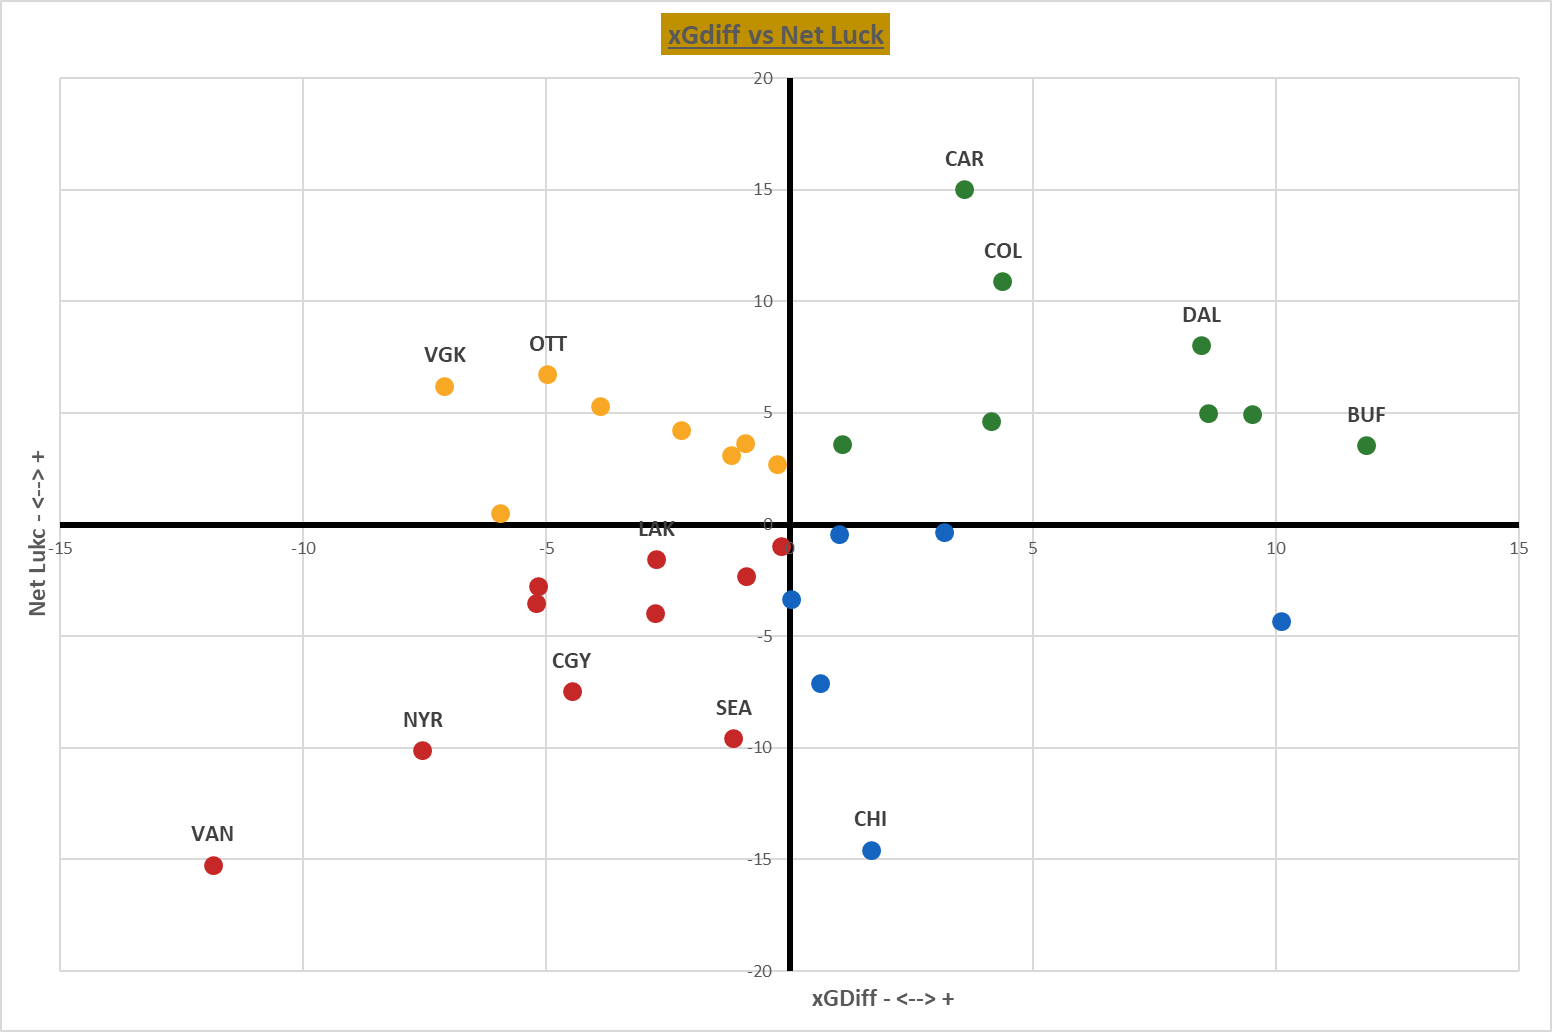 xGdiff vs Net Luck
20
CAR
15
COL
10
DAL
OTT
VGK
5
BUF
0
LAK
-15
-10
-5
0
5
10
15
Net Lukc - <--> +
-5
CGY
SEA
NYR
-10
CHI
VAN
-15
-20
xGDiff - <--> +